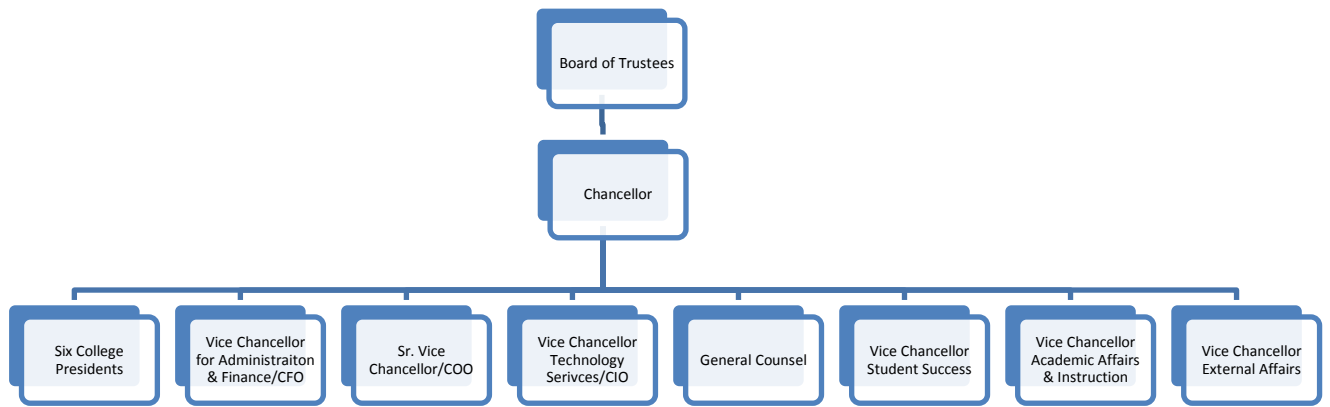 Board of Trustees
Chancellor
Six College
Presidents
Vice Chancellor
for Administraiton
& Finance/CFO
Sr. Vice
Chancellor/COO
Vice Chancellor
Technology
Serivces/CIO
General Counsel
Vice Chancellor
Student Success
Vice Chancellor
Academic Affairs
& Instruction
Vice Chancellor
External Affairs